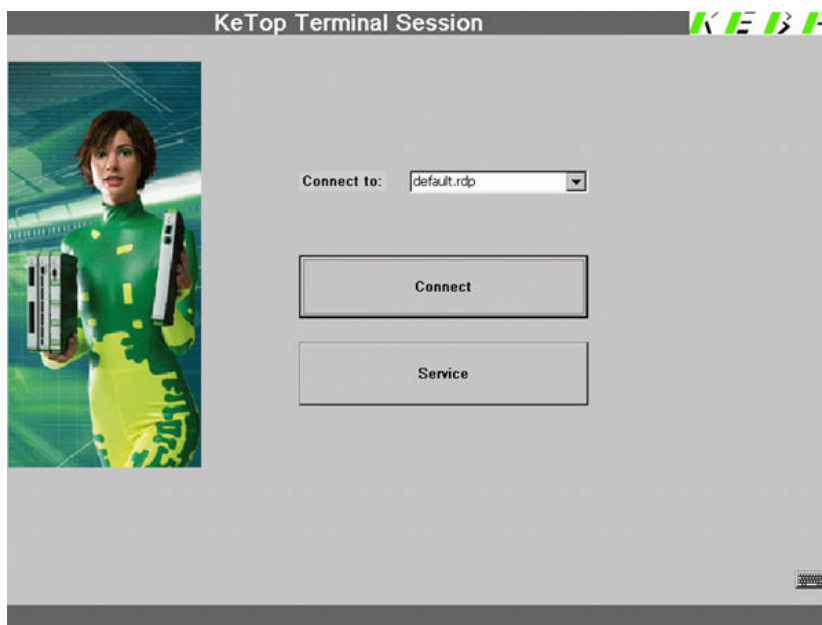 KeTop Terminal Session
KEBA
Connect to:
default.rdp
Connect
Service